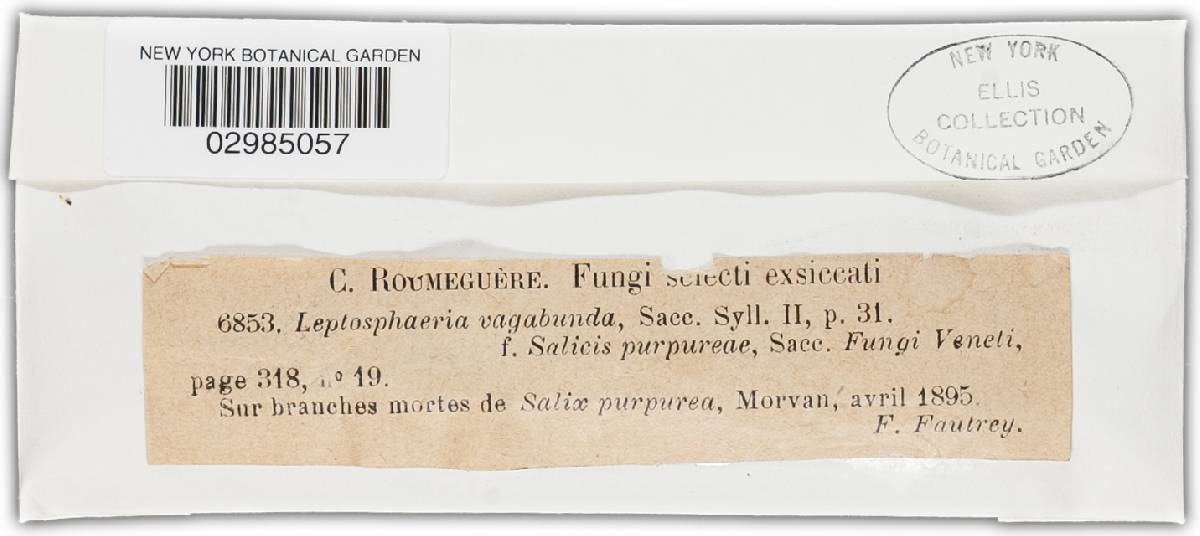 NEW YORK BOTANICAL GARDEN
02985057
NEW YORK
ELLIS
COLLECTION
BOTANICAL GARDEN
C. ROUMEGUÈRE. Fungi selecti exsiccati
6853. Leptosphaeria vagabunda, Sacc. Syll. II, p. 31.
f. Salicis purpureae, Sacc. Fungi Veneti,
page 318, nº 19.
Sur branches mortes de Salix purpurea, Morvan, avril 1895.
F. Fautrey.